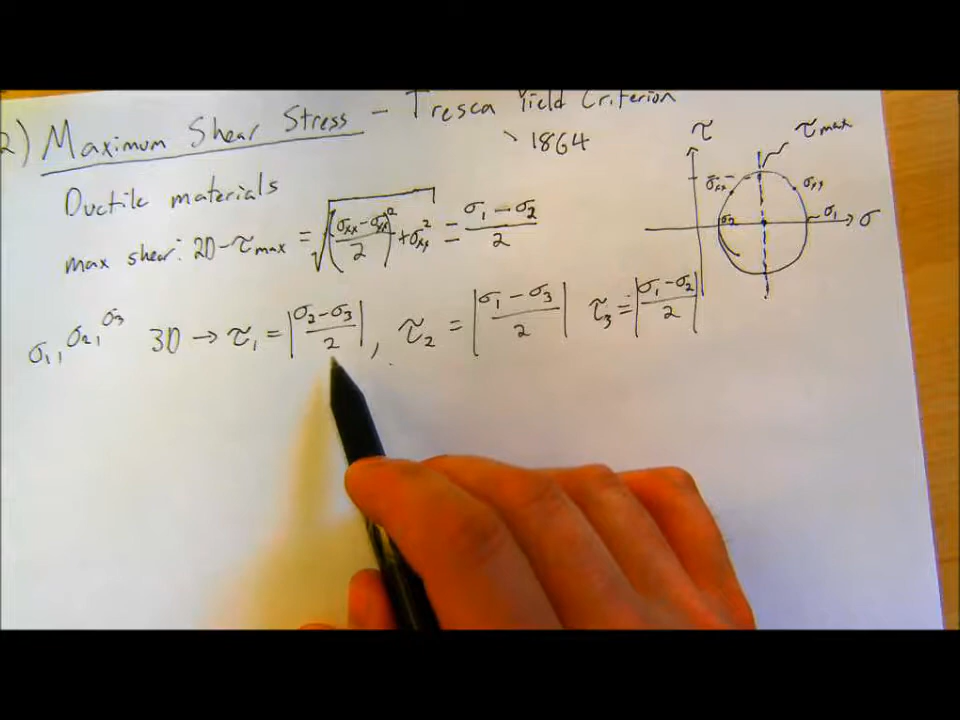 2) Maximum Shear Stress - Tresca Yield Criterion
1864
Ductile materials
max shear: 2D - τmax = √((σxx - σxx / 2)² + σxy²) = σ1 - σ2 / 2
σ1, σ2, σ3 3D → τ1 = |σ2 - σ3 / 2|, τ2 = |σ1 - σ3 / 2| τ3 = |σ1 - σ2 / 2|
τ τmax
σxx σyy
σ2 σ1 σ